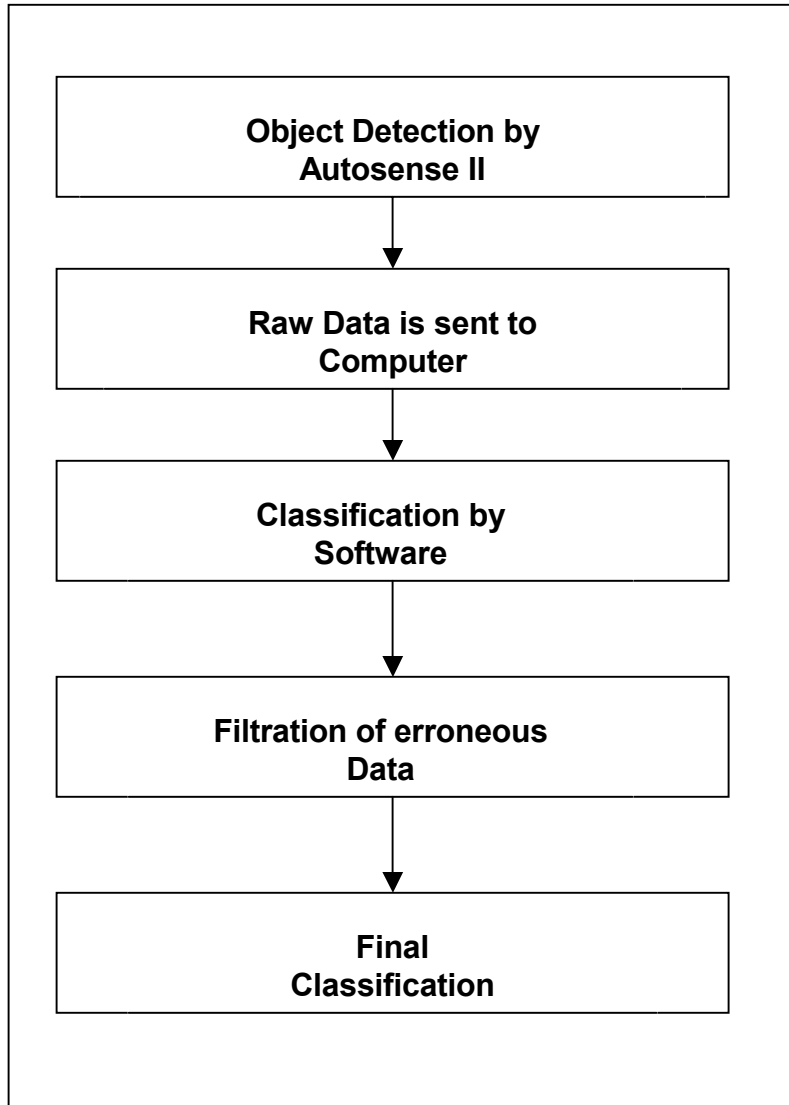 Object Detection by
Autosense II
Raw Data is sent to
Computer
Classification by
Software
Filtration of erroneous
Data
Final
Classification